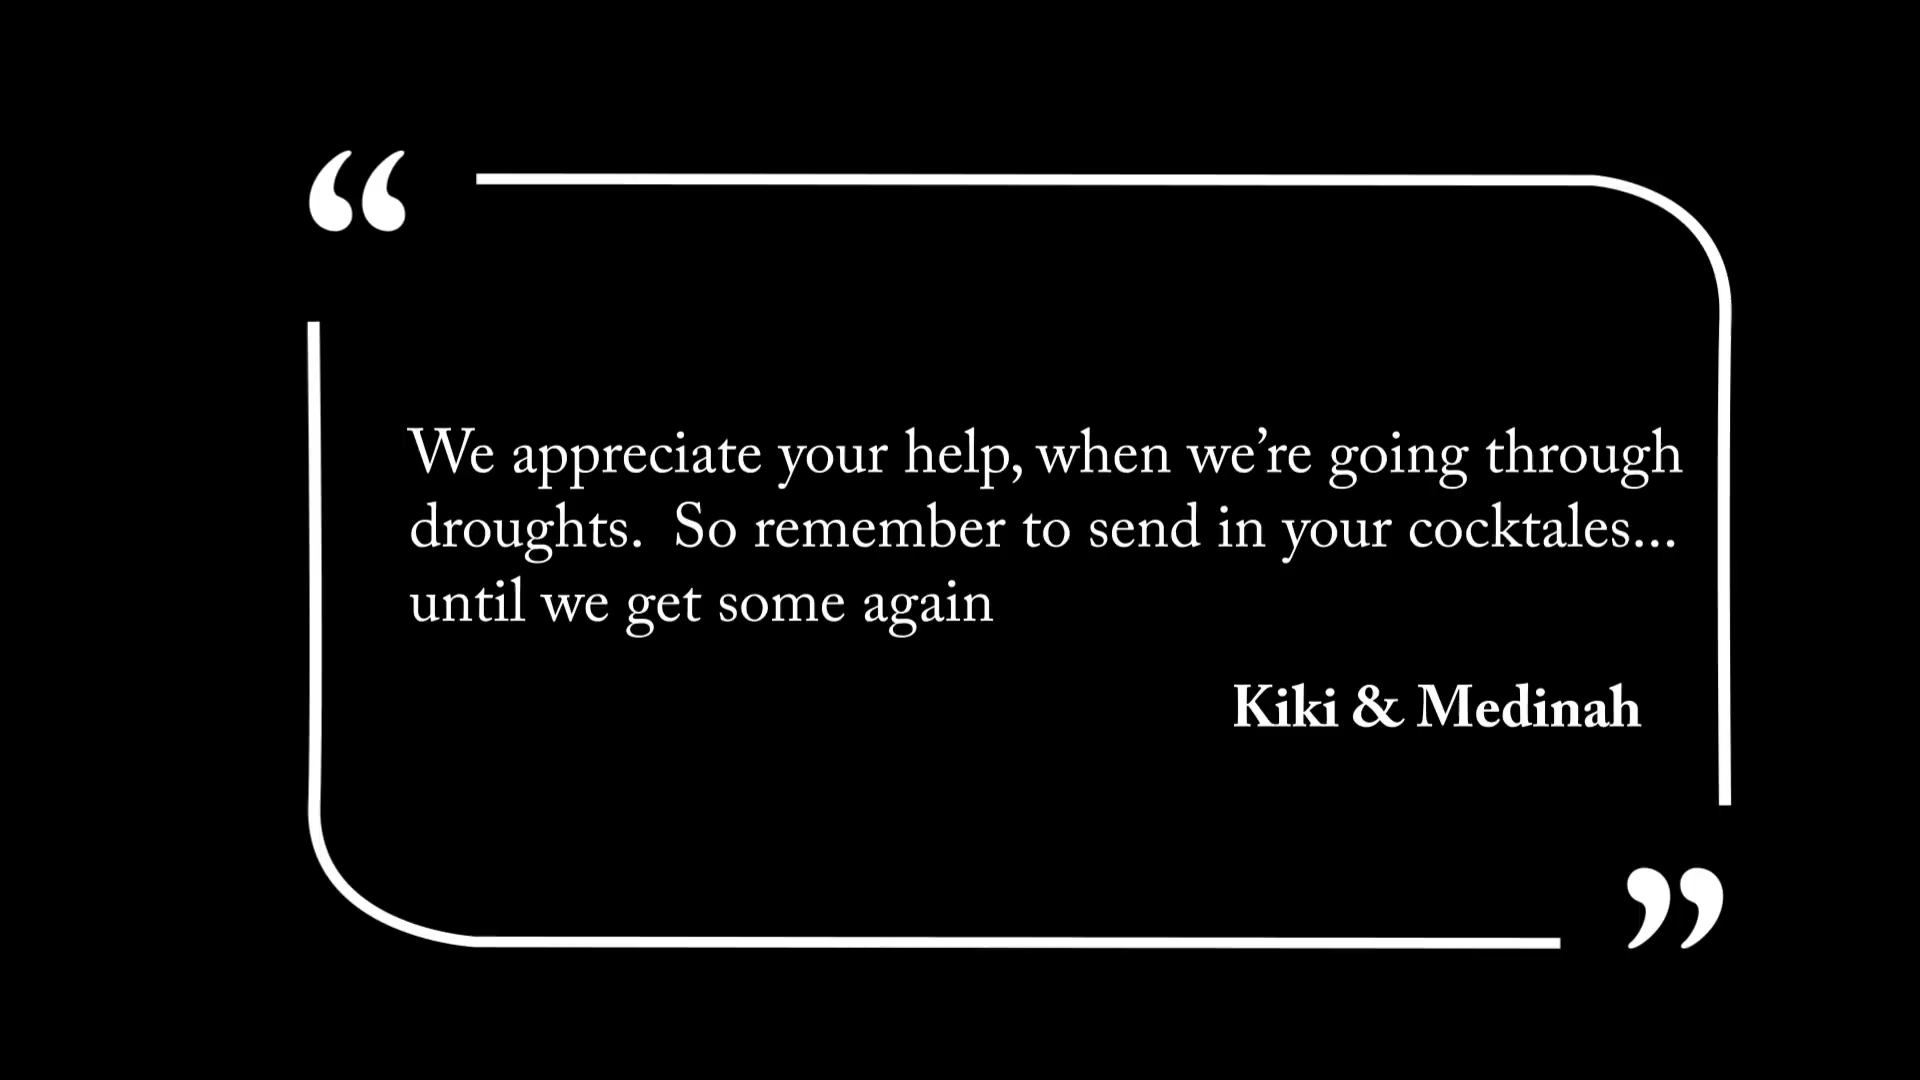 “
We appreciate your help, when we’re going through
droughts.  So remember to send in your cocktales...
until we get some again
Kiki & Medinah
”